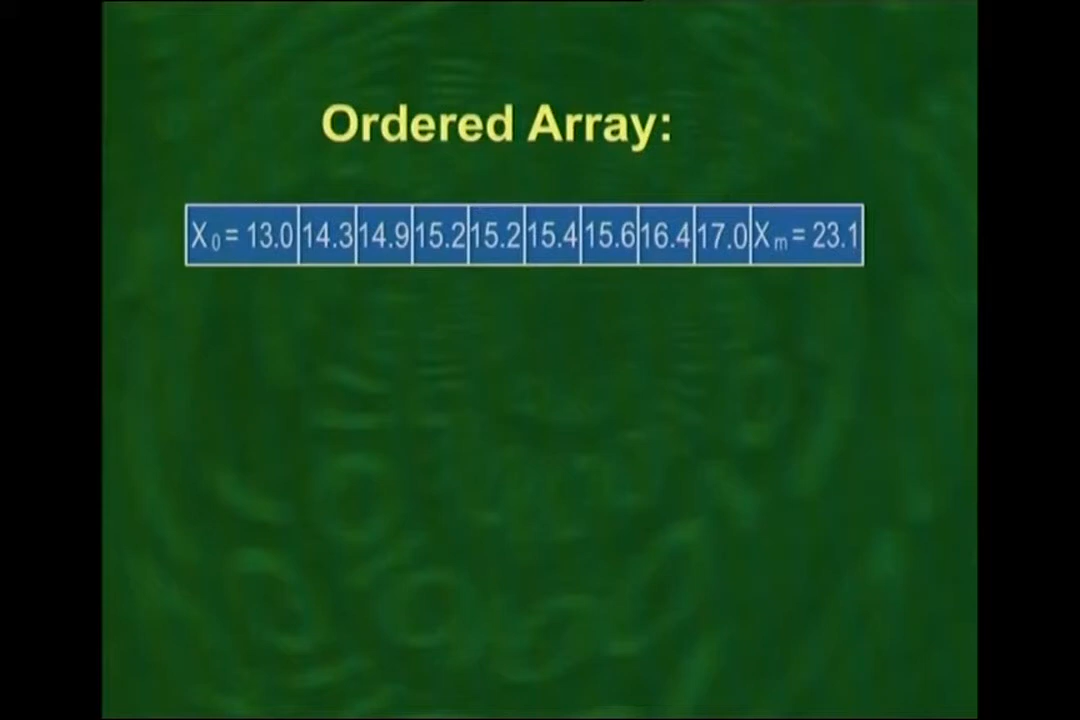 Ordered Array:
X₀ = 13.0 14.3 14.9 15.2 15.2 15.4 15.6 16.4 17.0 Xₘ = 23.1